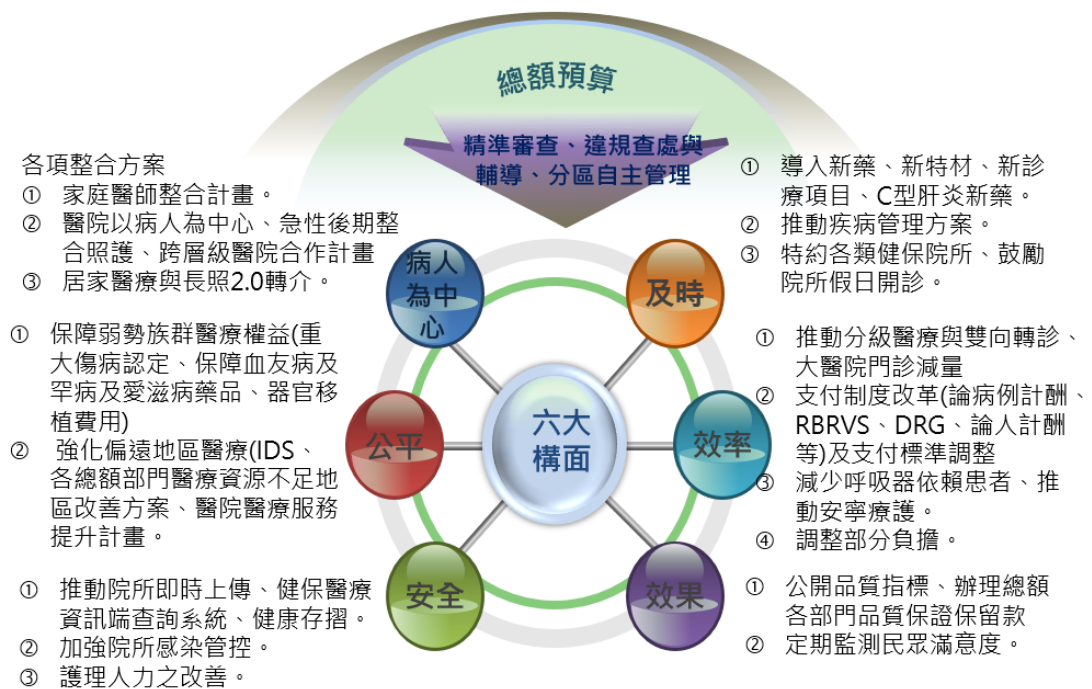 總額預算
精準審查、違規查處與
輔導、分區自主管理
各項整合方案
① 家庭醫師整合計畫。
② 醫院以病人為中心、急性後期整
合照護、跨層級醫院合作計畫
③ 居家醫療與長照2.0轉介。
病人
為中
心
及時
① 導入新藥、新特材、新診
療項目、C型肝炎新藥。
② 推動疾病管理方案。
③ 特約各類健保院所、鼓勵
院所假日開診。
① 保障弱勢族群醫療權益(重
大傷病認定、保障血友病及
罕病及愛滋病藥品、器官移
植費用)
② 強化偏遠地區醫療(IDS、
各總額部門醫療資源不足地
區改善方案、醫院醫療服務
提升計畫。
公平
六大
構面
效率
① 推動分級醫療與雙向轉診、
大醫院門診減量
② 支付制度改革(論病例計酬、
RBRVS、DRG、論人計酬
等)及支付標準調整
③ 減少呼吸器依賴患者、推
動安寧療護。
④ 調整部分負擔。
① 推動院所即時上傳、健保醫療
資訊端查詢系統、健康存摺。
② 加強院所感染管控。
③ 護理人力之改善。
安全
效果
① 公開品質指標、辦理總額
各部門品質保證保留款
② 定期監測民眾滿意度。